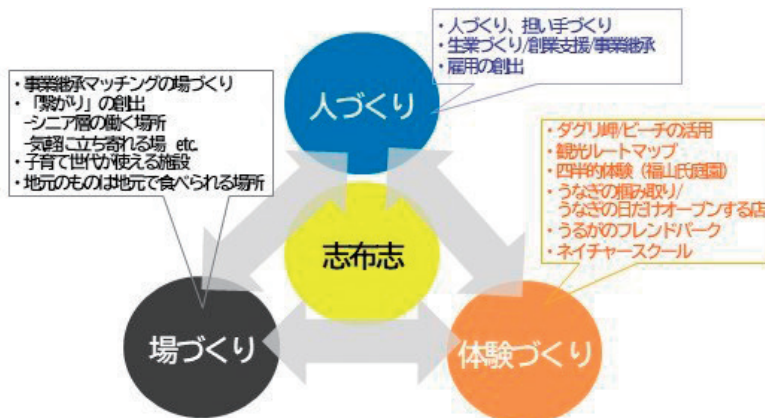 ・人づくり、担い手づくり
・生業づくり/創業支援/事業継承
・雇用の創出
人づくり
・事業継承マッチングの場づくり
・「繋がり」の創出
-シニア層の働く場所
-気軽に立ち寄れる場 etc.
・子育て世代が使える施設
・地元のものは地元で食べられる場所
・ダグリ岬/ビーチの活用
・観光ルートマップ
・四半的体験（福山氏庭園）
・うなぎの掴み取り/
うなぎの日だけオープンする店
・うるがのフレンドパーク
・ネイチャースクール
志布志
場づくり
体験づくり